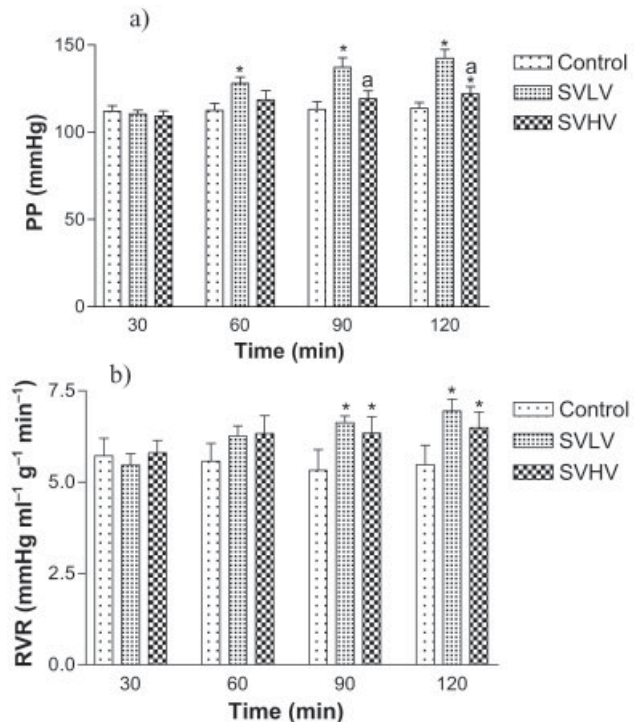 a)
150
100
50
0
PP (mmHg)
* * a * a *
30 60 90 120
Time (min)
Control
SVLV
SVHV
b)
7.5
5.0
2.5
0.0
RVR (mmHg ml⁻¹ g⁻¹ min⁻¹)
* * * *
30 60 90 120
Time (min)
Control
SVLV
SVHV